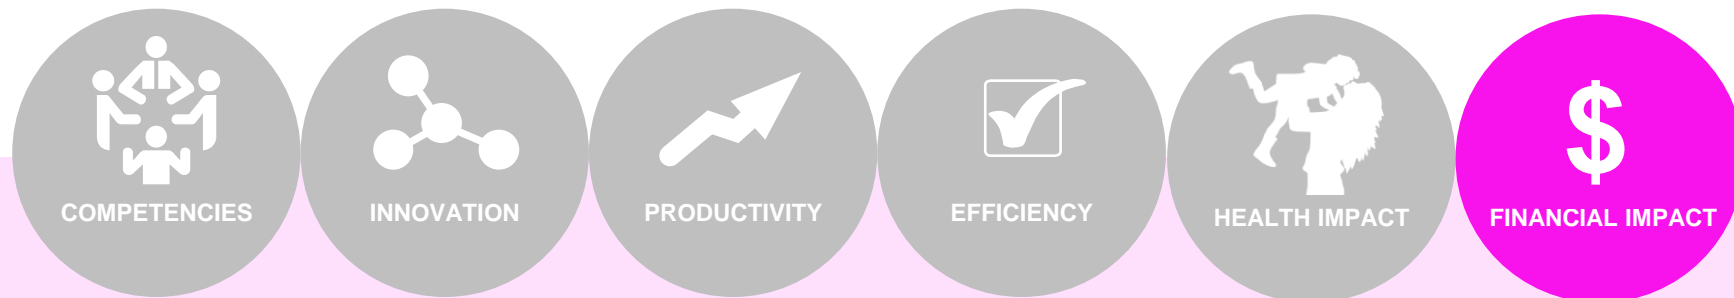 COMPETENCIES
INNOVATION
PRODUCTIVITY
EFFICIENCY
HEALTH IMPACT
$
FINANCIAL IMPACT